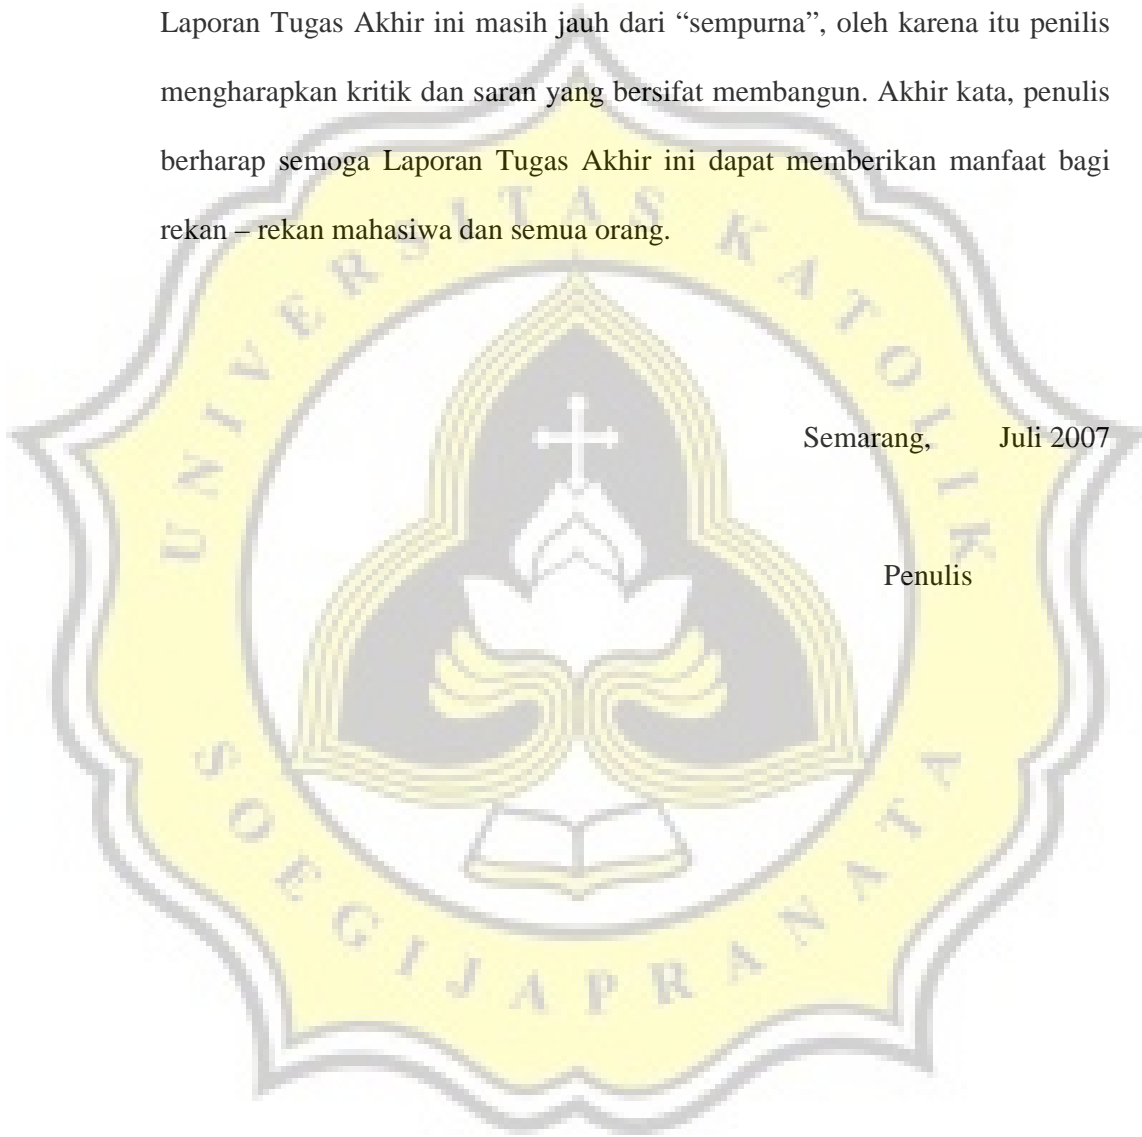 Laporan Tugas Akhir ini masih jauh dari “sempurna”, oleh karena itu penilis
mengharapkan kritik dan saran yang bersifat membangun. Akhir kata, penulis
berharap semoga Laporan Tugas Akhir ini dapat memberikan manfaat bagi
rekan – rekan mahasiwa dan semua orang.
Semarang, Juli 2007
Penulis
UNIVERSITAS KATOLIK
SOEGIJAPRANATA